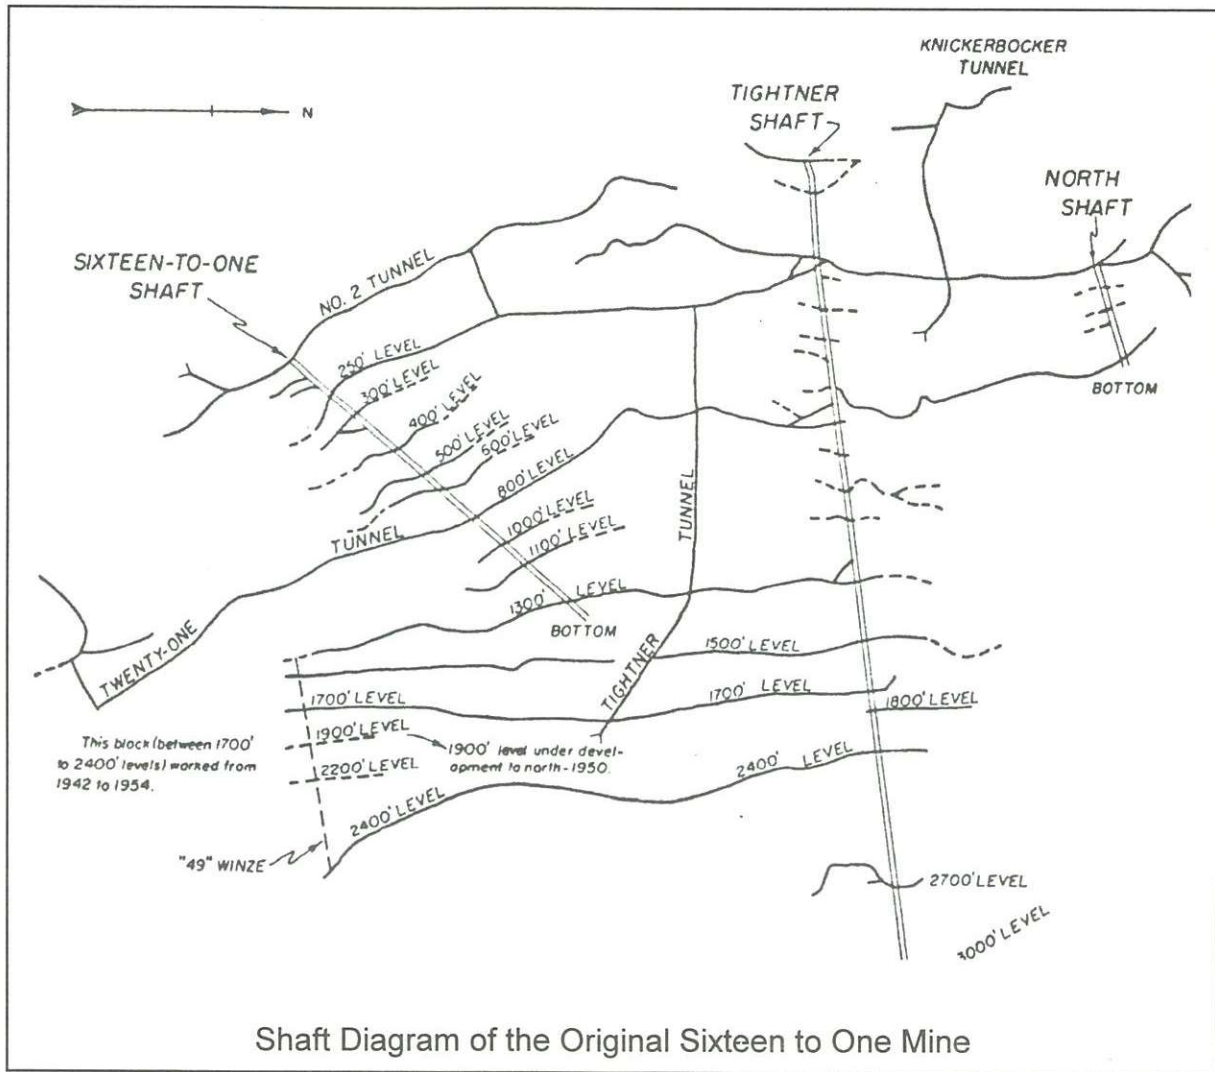 KNICKERBOCKER
TUNNEL
TIGHTNER
SHAFT
N
NORTH
SHAFT
SIXTEEN-TO-ONE
SHAFT
NO. 2 TUNNEL
250' LEVEL
300' LEVEL
BOTTOM
400' LEVEL
500' LEVEL
600' LEVEL
800' LEVEL
TUNNEL
1000' LEVEL
TUNNEL
1100' LEVEL
1300' LEVEL
BOTTOM
TWENTY-ONE
TIGHTNER
1500' LEVEL
1700' LEVEL
1700' LEVEL
1800' LEVEL
1900' LEVEL
This block (between 1700'
to 2400' levels) worked from
1942 to 1954.
1900' level under devel-
opment to north-1950.
2200' LEVEL
2400' LEVEL
2400' LEVEL
"49" WINZE
2700' LEVEL
3000' LEVEL
Shaft Diagram of the Original Sixteen to One Mine